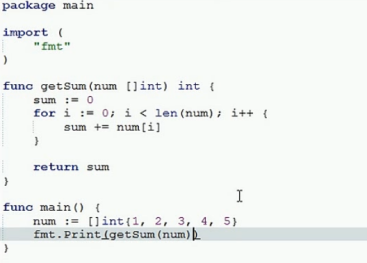 package main
import (
"fmt"
)
func getSum(num []int) int {
sum := 0
for i := 0; i < len(num); i++ {
sum += num[i]
}
return sum
}
func main() {
num := []int{1, 2, 3, 4, 5}
fmt.Print(getSum(num))
}